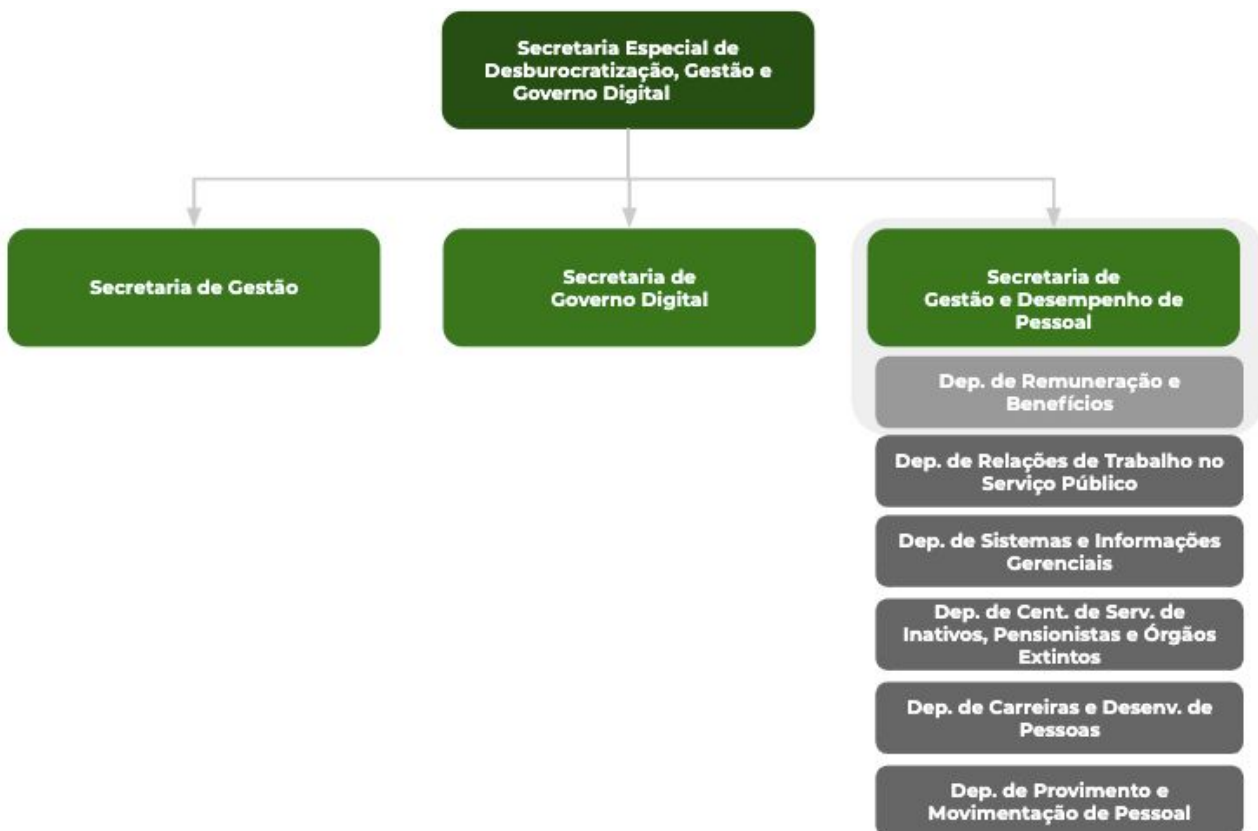 Secretaria Especial de
Desburocratização, Gestão e
Governo Digital
Secretaria de Gestão
Secretaria de
Governo Digital
Secretaria de
Gestão e Desempenho de
Pessoal
Dep. de Remuneração e
Benefícios
Dep. de Relações de Trabalho no
Serviço Público
Dep. de Sistemas e Informações
Gerenciais
Dep. de Cent. de Serv. de
Inativos, Pensionistas e Órgãos
Extintos
Dep. de Carreiras e Desenv. de
Pessoas
Dep. de Provimento e
Movimentação de Pessoal